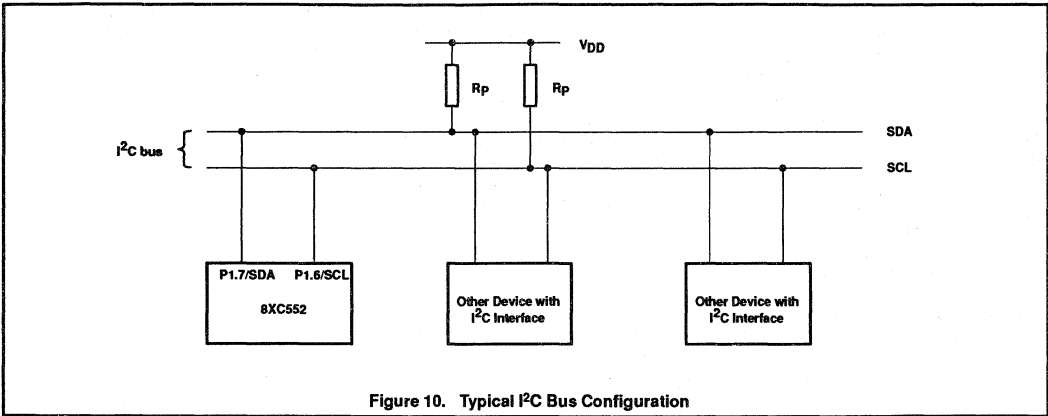 VDD
RP RP
SDA
I²C bus
SCL
P1.7/SDA P1.6/SCL
8XC552
Other Device with
I²C Interface
Other Device with
I²C Interface
Figure 10. Typical I²C Bus Configuration